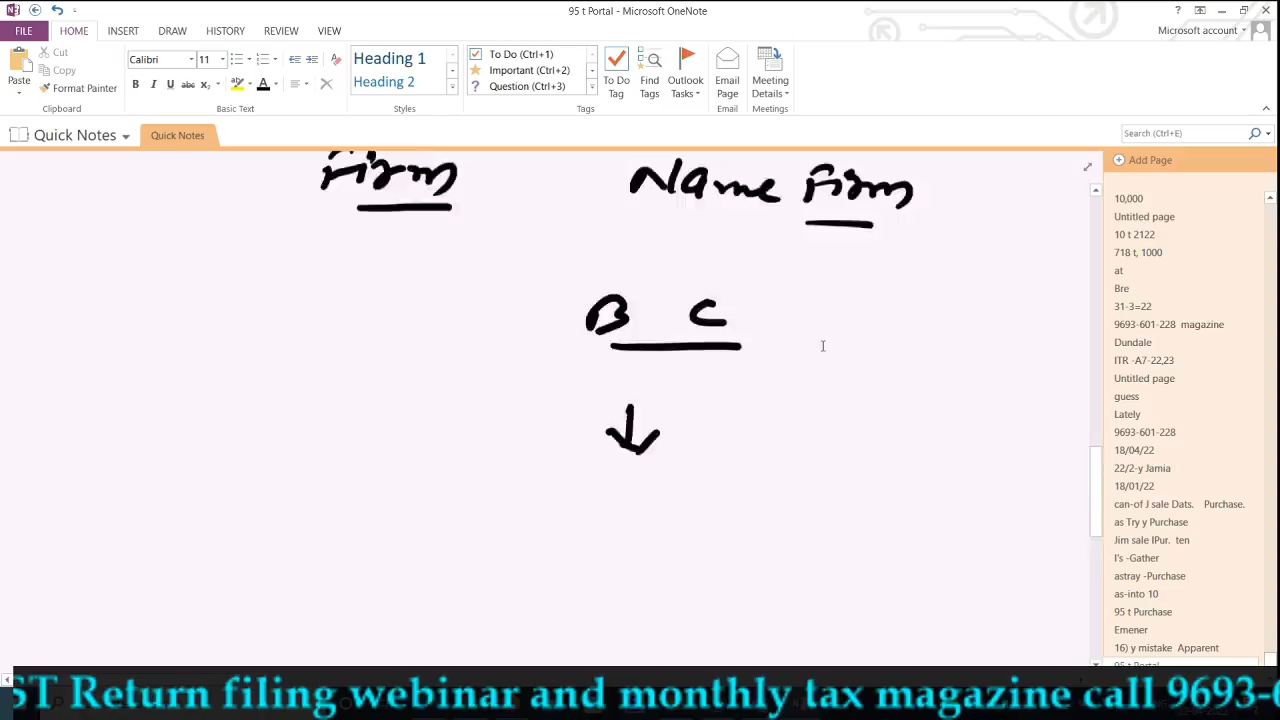 95 t Portal - Microsoft OneNote
FILE HOME INSERT DRAW HISTORY REVIEW VIEW
Microsoft account
Paste
Cut
Copy
Format Painter
Clipboard
Calibri 11
B I U abc X₂ A
Basic Text
Heading 1
Heading 2
Styles
To Do (Ctrl+1)
Important (Ctrl+2)
Question (Ctrl+3)
To Do Tag
Find Tags
Tags
Outlook Tasks
Email Page
Email
Meeting Details
Meetings
Quick Notes
Quick Notes
Search (Ctrl+E)
Firm Name Firm
B C
Add Page
10,000
Untitled page
10 t 2122
718 t, 1000
at
Bre
31-3=22
9693-601-228 magazine
Dundale
ITR -A7-22,23
Untitled page
guess
Lately
9693-601-228
18/04/22
22/2-y Jamia
18/01/22
can-of J sale Dats. Purchase.
as Try y Purchase
Jim sale IPur. ten
I's -Gather
astray -Purchase
as-into 10
95 t Purchase
Emener
16) y mistake Apparent
95 t Portal
ST Return filing webinar and monthly tax magazine call 9693-6